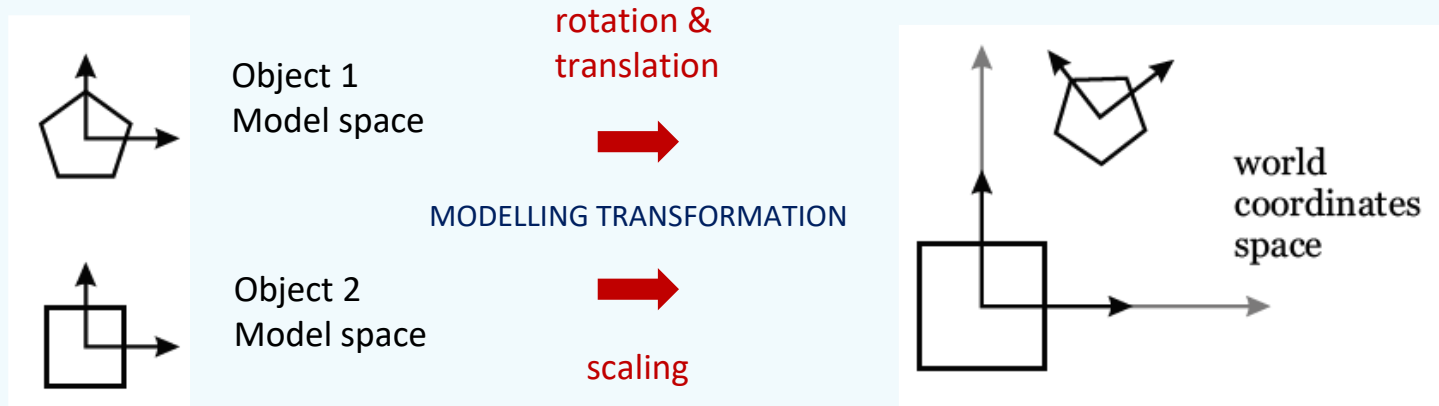 Object 1
Model space
rotation &
translation
MODELLING TRANSFORMATION
Object 2
Model space
scaling
world
coordinates
space